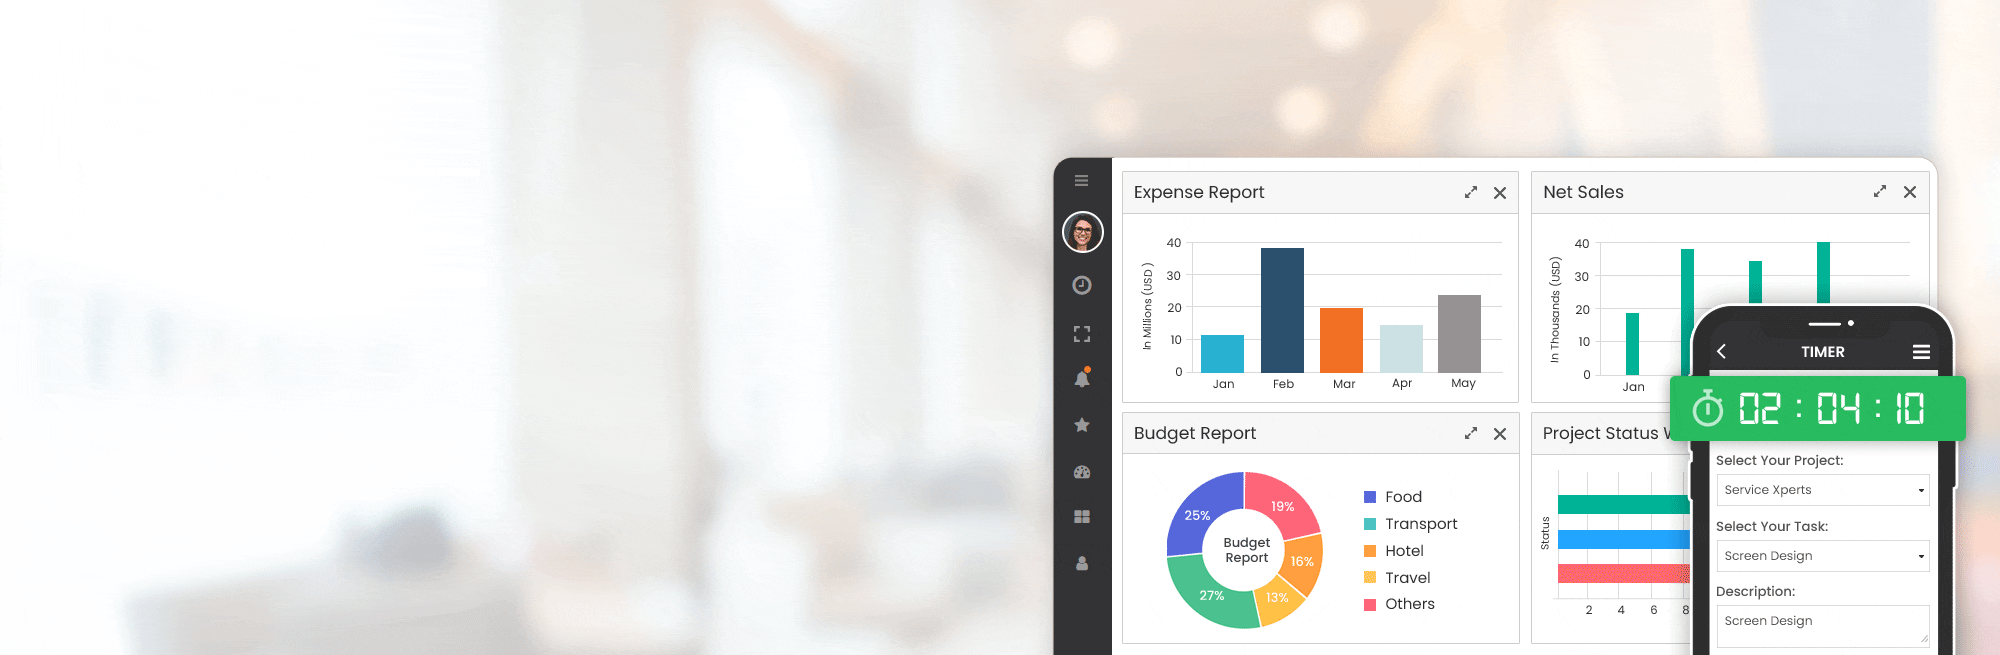 Expense Report
In Millions (USD )
40
30
20
10
0
Jan Feb Mar Apr May
Net Sales
In Thousands (USD)
40
30
20
10
0
Jan
Budget Report
25%
19%
16%
13%
27%
Budget
Report
Food
Transport
Hotel
Travel
Others
Project Status
Status
2 4 6 8
TIMER
02 : 04 : 10
Select Your Project:
Service Xperts
Select Your Task:
Screen Design
Description:
Screen Design